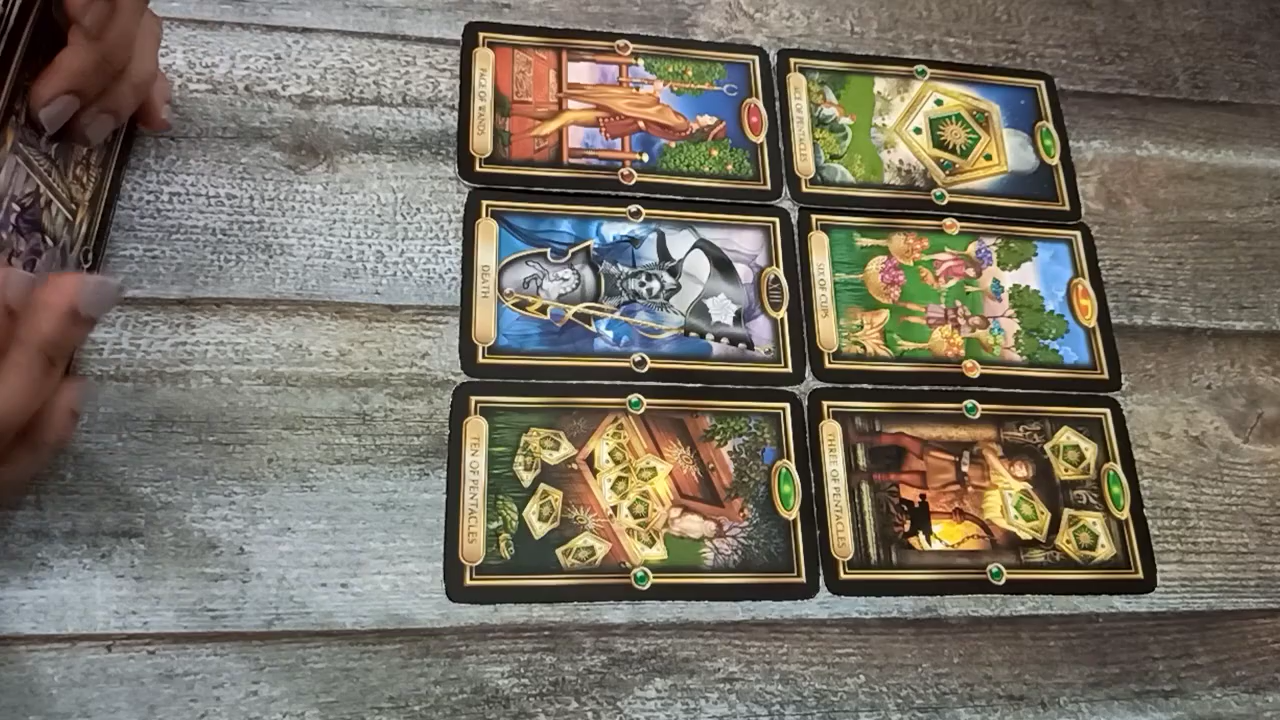 PAGE OF WANDS
ACE OF PENTACLES
DEATH
XIII
SIX OF CUPS
TEN OF PENTACLES
THREE OF PENTACLES